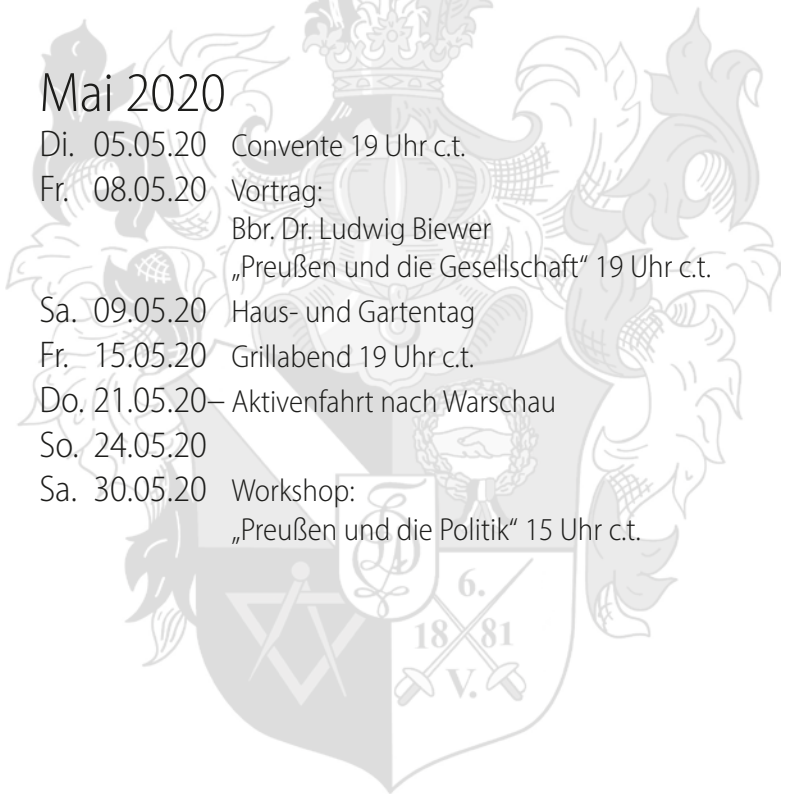 Mai 2020
Di. 05.05.20 Convente 19 Uhr c.t.
Fr. 08.05.20 Vortrag:
Bbr. Dr. Ludwig Biewer
„Preußen und die Gesellschaft“ 19 Uhr c.t.
Sa. 09.05.20 Haus- und Gartentag
Fr. 15.05.20 Grillabend 19 Uhr c.t.
Do. 21.05.20– Aktivenfahrt nach Warschau
So. 24.05.20
Sa. 30.05.20 Workshop:
„Preußen und die Politik“ 15 Uhr c.t.
6.
18 81
V.